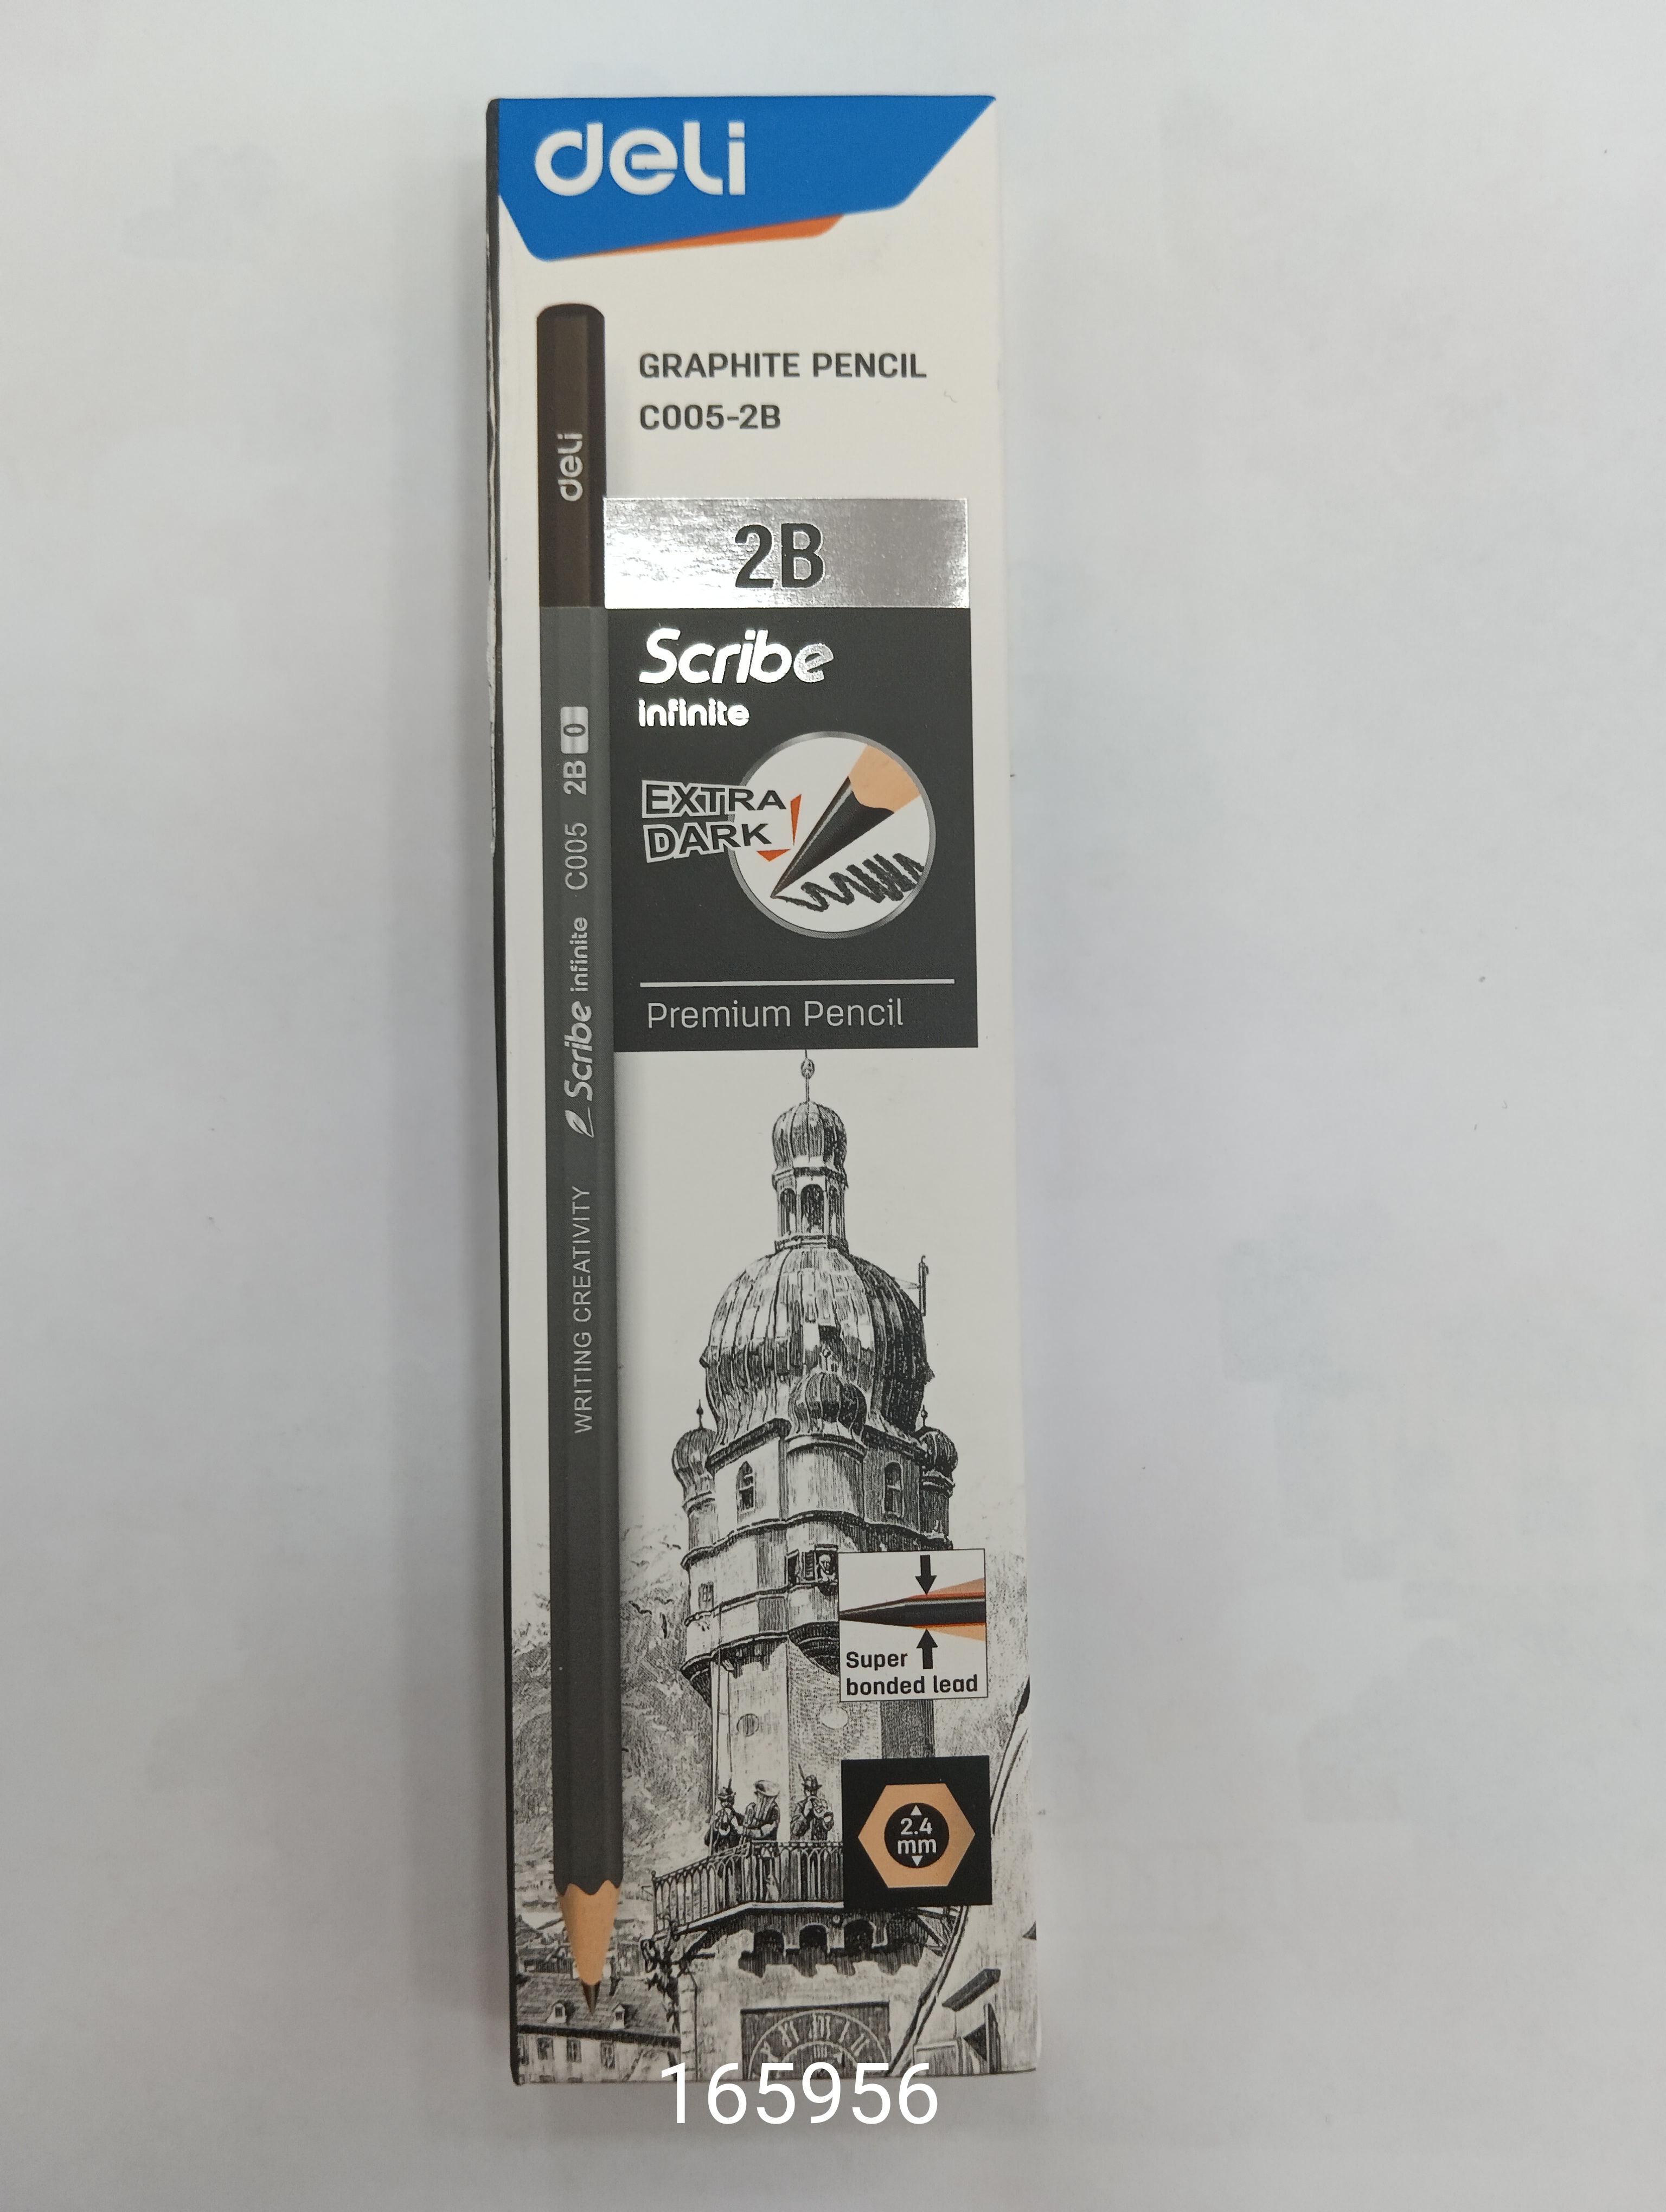 deli
GRAPHITE PENCIL
C005-2B
deli
2B
Scribe
infinite
EXTRA
DARK
Premium Pencil
WRITING CREATIVITY Scribe infinite C005 2B 0
Super
bonded lead
2.4
mm
165956